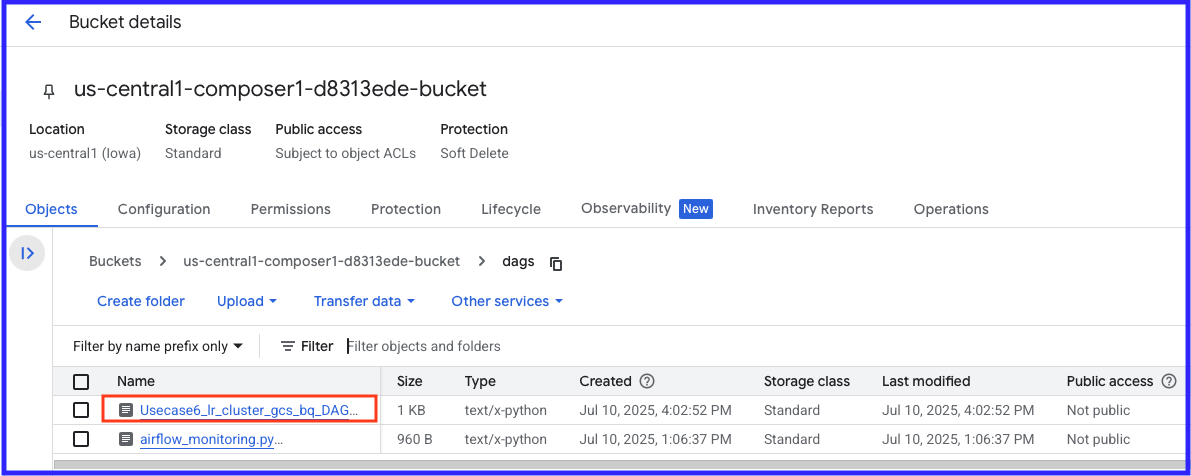 Bucket details
us-central1-composer1-d8313ede-bucket
Location Storage class Public access Protection
us-central1 (Iowa) Standard Subject to object ACLs Soft Delete
Objects Configuration Permissions Protection Lifecycle Observability New Inventory Reports Operations
Buckets > us-central1-composer1-d8313ede-bucket > dags
Create folder Upload Transfer data Other services
Filter by name prefix only Filter Filter objects and folders
Name Size Type Created Storage class Last modified Public access
Usecase6_lr_cluster_gcs_bq_DAG... 1 KB text/x-python Jul 10, 2025, 4:02:52 PM Standard Jul 10, 2025, 4:02:52 PM Not public
airflow_monitoring.py... 960 B text/x-python Jul 10, 2025, 1:06:37 PM Standard Jul 10, 2025, 1:06:37 PM Not public